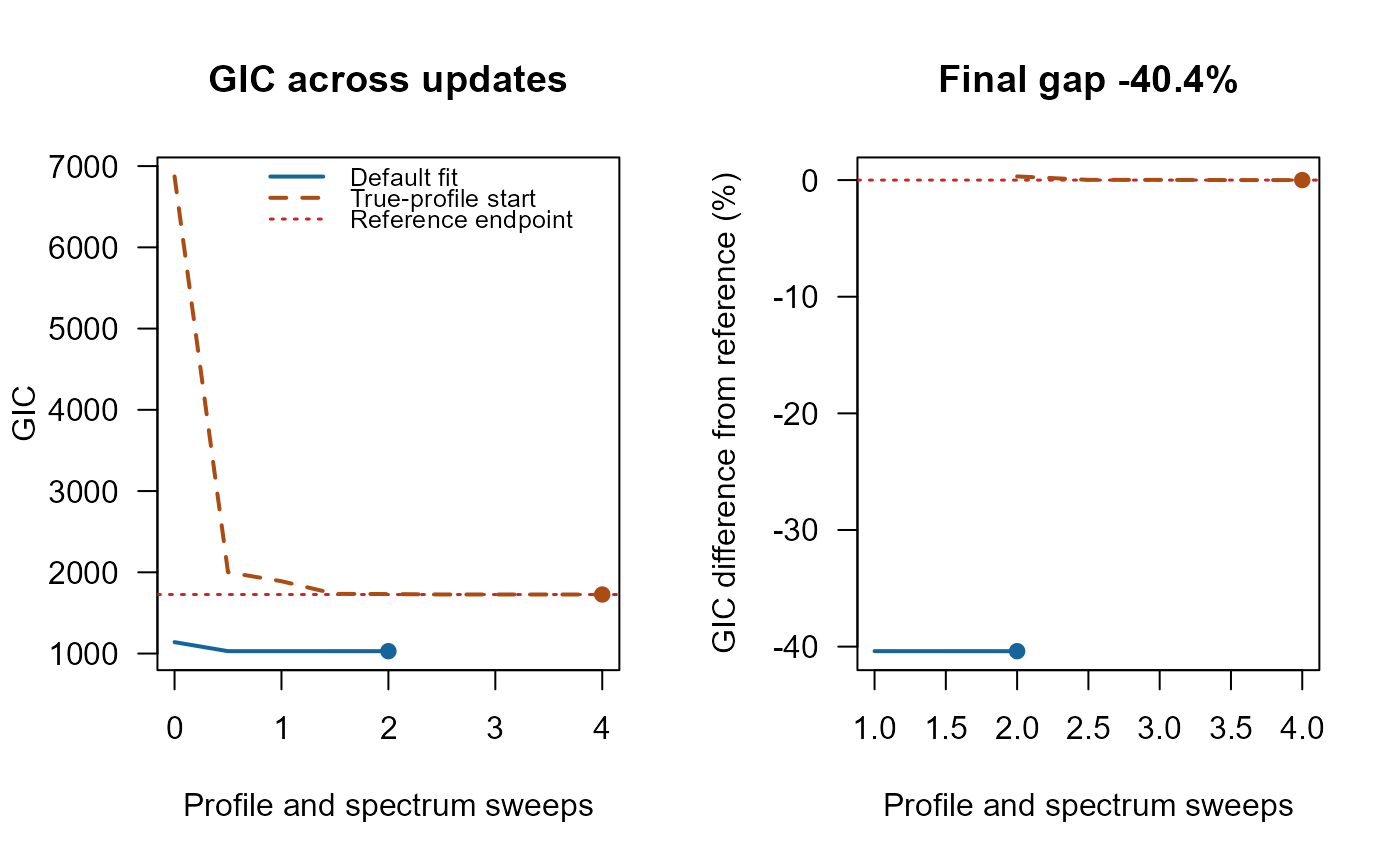 GIC across updates
GIC
7000
6000
5000
4000
3000
2000
1000
Default fit
True-profile start
Reference endpoint
0 1 2 3 4
Profile and spectrum sweeps
Final gap -40.4%
GIC difference from reference (%)
0
-10
-20
-30
-40
1.0 1.5 2.0 2.5 3.0 3.5 4.0
Profile and spectrum sweeps